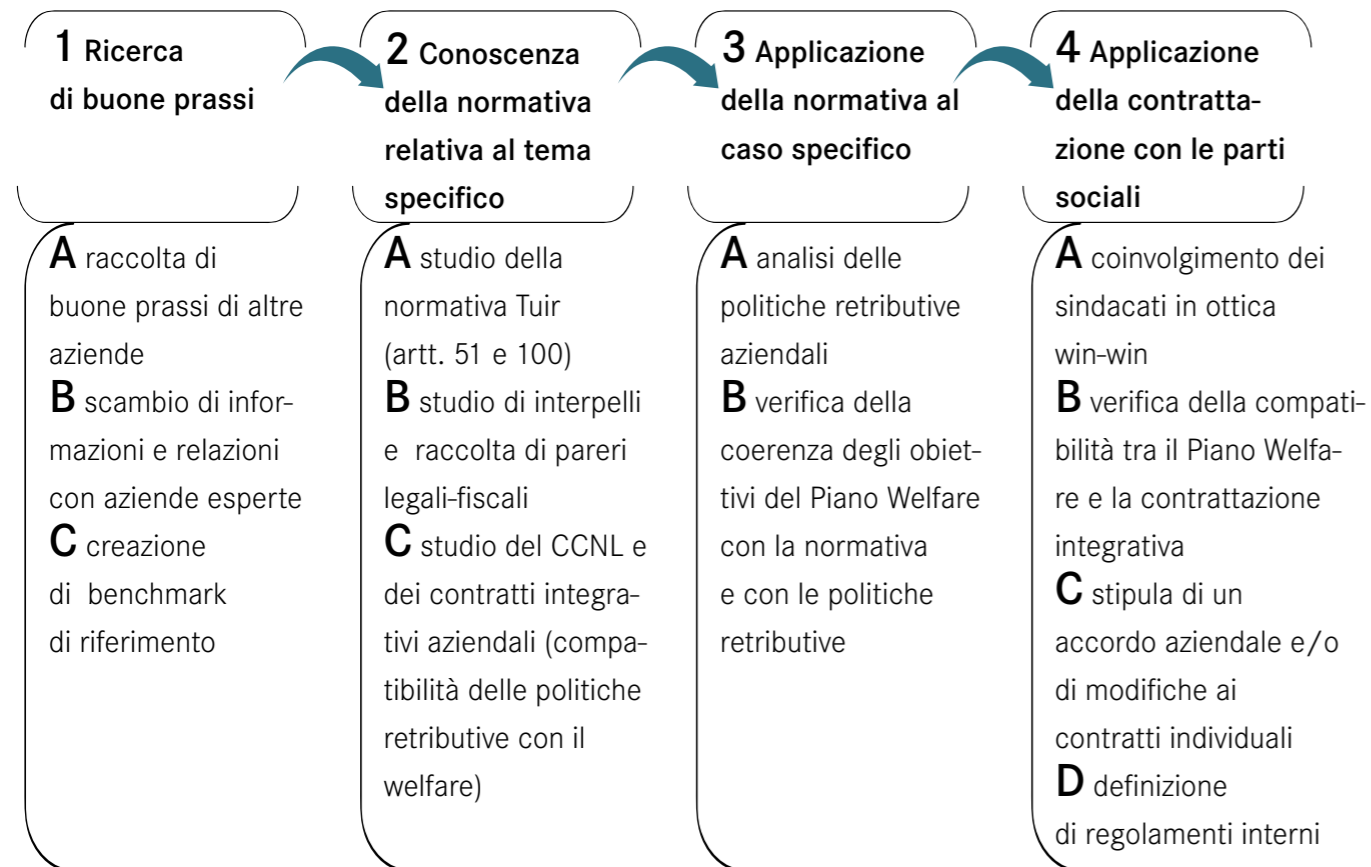 1 Ricerca
di buone prassi
A raccolta di
buone prassi di altre
aziende
B scambio di infor-
mazioni e relazioni
con aziende esperte
C creazione
di benchmark
di riferimento
2 Conoscenza
della normativa
relativa al tema
specifico
A studio della
normativa Tuir
(artt. 51 e 100)
B studio di interpelli
e raccolta di pareri
legali-fiscali
C studio del CCNL e
dei contratti integra-
tivi aziendali (compa-
tibilità delle politiche
retributive con il
welfare)
3 Applicazione
della normativa al
caso specifico
A analisi delle
politiche retributive
aziendali
B verifica della
coerenza degli obiet-
tivi del Piano Welfare
con la normativa
e con le politiche
retributive
4 Applicazione
della contratta-
zione con le parti
sociali
A coinvolgimento dei
sindacati in ottica
win-win
B verifica della compati-
bilità tra il Piano Welfa-
re e la contrattazione
integrativa
C stipula di un
accordo aziendale e/o
di modifiche ai
contratti individuali
D definizione
di regolamenti interni